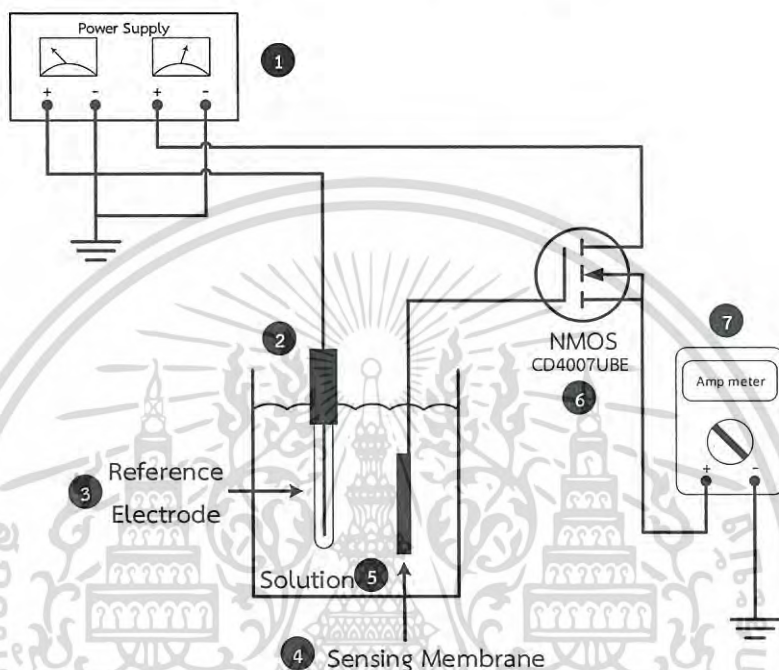 Power Supply
1
+ - + -
2
7
NMOS
CD4007UBE
6
Amp meter
+ -
3 Reference
Electrode
Solution 5
4 Sensing Membrane